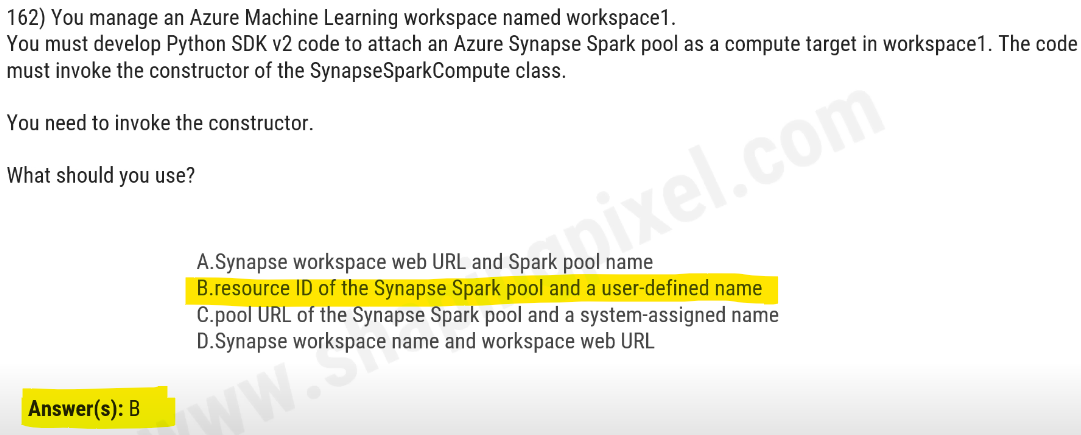 162) You manage an Azure Machine Learning workspace named workspace1.
You must develop Python SDK v2 code to attach an Azure Synapse Spark pool as a compute target in workspace1. The code
must invoke the constructor of the SynapseSparkCompute class.
You need to invoke the constructor.
What should you use?
A.Synapse workspace web URL and Spark pool name
B.resource ID of the Synapse Spark pool and a user-defined name
C.pool URL of the Synapse Spark pool and a system-assigned name
D.Synapse workspace name and workspace web URL
Answer(s): B